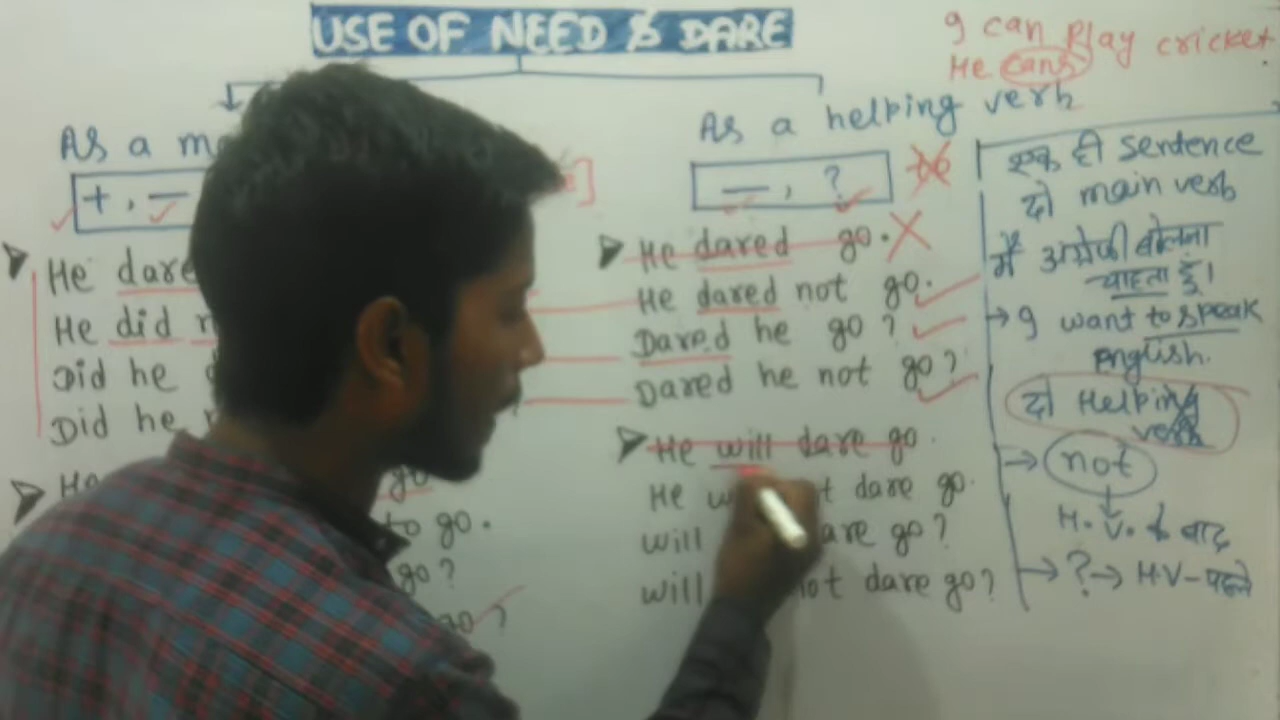 USE OF NEED & DARE
I can play cricket
He cans
As a
+, —
He dare
He did
Did he
Did he
He
go
to go.
go?
go?
As a helping verb
—, ?
He dared go.
He dared not go.
Dared he go?
Dared he not go?
He will dare go.
He dare go.
will go?
will not dare go?
एक ही sentence
दो main verb
मैं अंग्रेजी बोलना
चाहता हूँ।
→ I want to speak
English.
दो Helping
verb
→ not
H.V. के बाद
→ ? → H.V - पहले